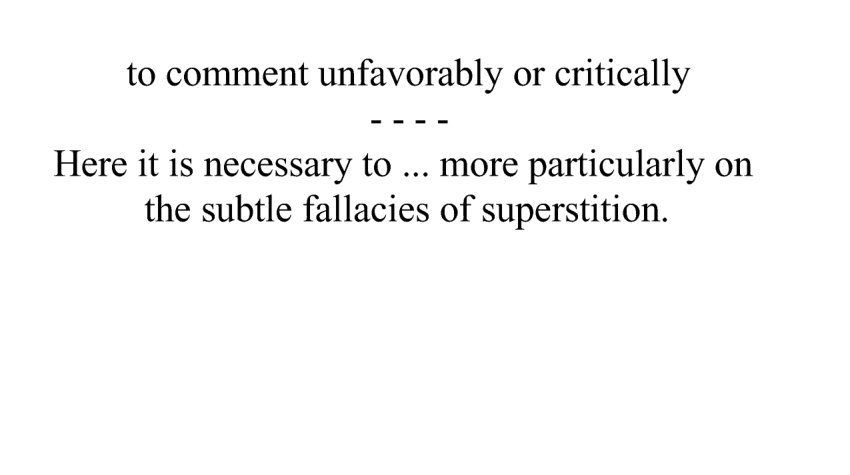 to comment unfavorably or critically
- - - -
Here it is necessary to ... more particularly on
the subtle fallacies of superstition.